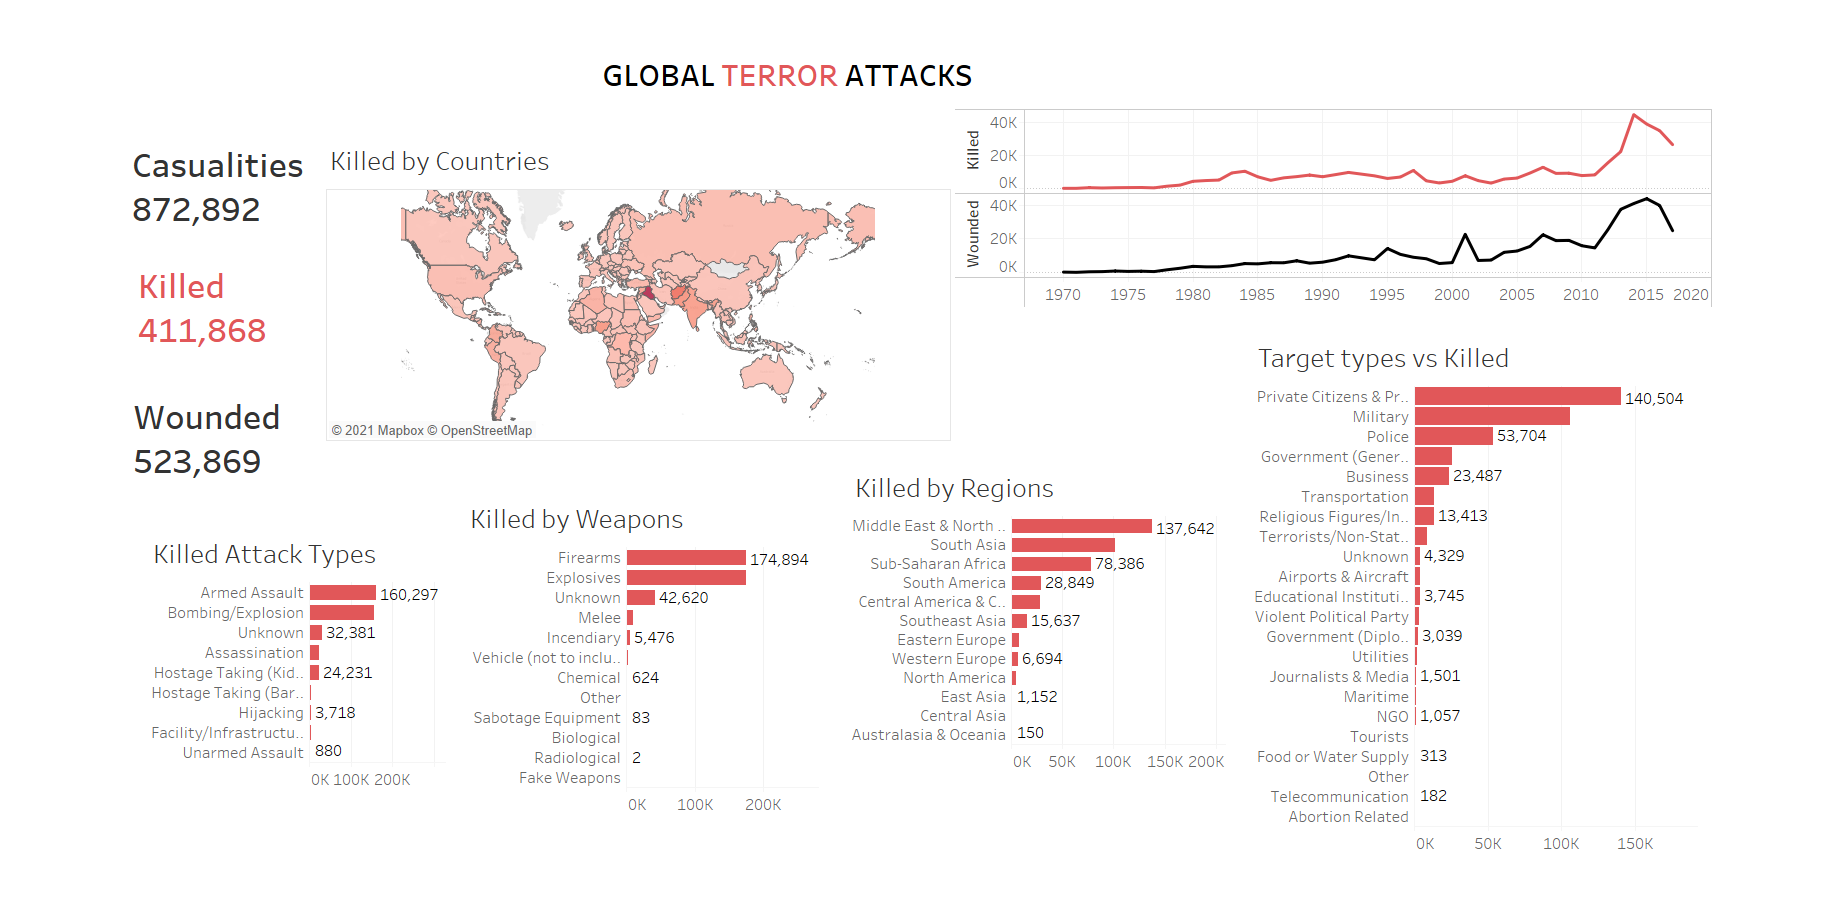 GLOBAL TERROR ATTACKS
Casualities
872,892
Killed
411,868
Wounded
523,869
Killed by Countries
© 2021 Mapbox © OpenStreetMap
Killed
40K
20K
0K
Wounded
40K
20K
0K
1970 1975 1980 1985 1990 1995 2000 2005 2010 2015 2020
Killed Attack Types
Armed Assault 160,297
Bombing/Explosion
Unknown 32,381
Assassination
Hostage Taking (Kid.. 24,231
Hostage Taking (Bar..
Hijacking 3,718
Facility/Infrastructu..
Unarmed Assault 880
0K 100K 200K
Killed by Weapons
Firearms 174,894
Explosives
Unknown 42,620
Melee
Incendiary 5,476
Vehicle (not to inclu..
Chemical 624
Other
Sabotage Equipment 83
Biological
Radiological 2
Fake Weapons
0K 100K 200K
Killed by Regions
Middle East & North .. 137,642
South Asia
Sub-Saharan Africa 78,386
South America 28,849
Central America & C..
Southeast Asia 15,637
Eastern Europe
Western Europe 6,694
North America
East Asia 1,152
Central Asia
Australasia & Oceania 150
0K 50K 100K 150K 200K
Target types vs Killed
Private Citizens & Pr.. 140,504
Military
Police 53,704
Government (Gener..
Business 23,487
Transportation
Religious Figures/In.. 13,413
Terrorists/Non-Stat..
Unknown 4,329
Airports & Aircraft
Educational Instituti.. 3,745
Violent Political Party
Government (Diplo.. 3,039
Utilities
Journalists & Media 1,501
Maritime
NGO 1,057
Tourists
Food or Water Supply 313
Other
Telecommunication 182
Abortion Related
0K 50K 100K 150K